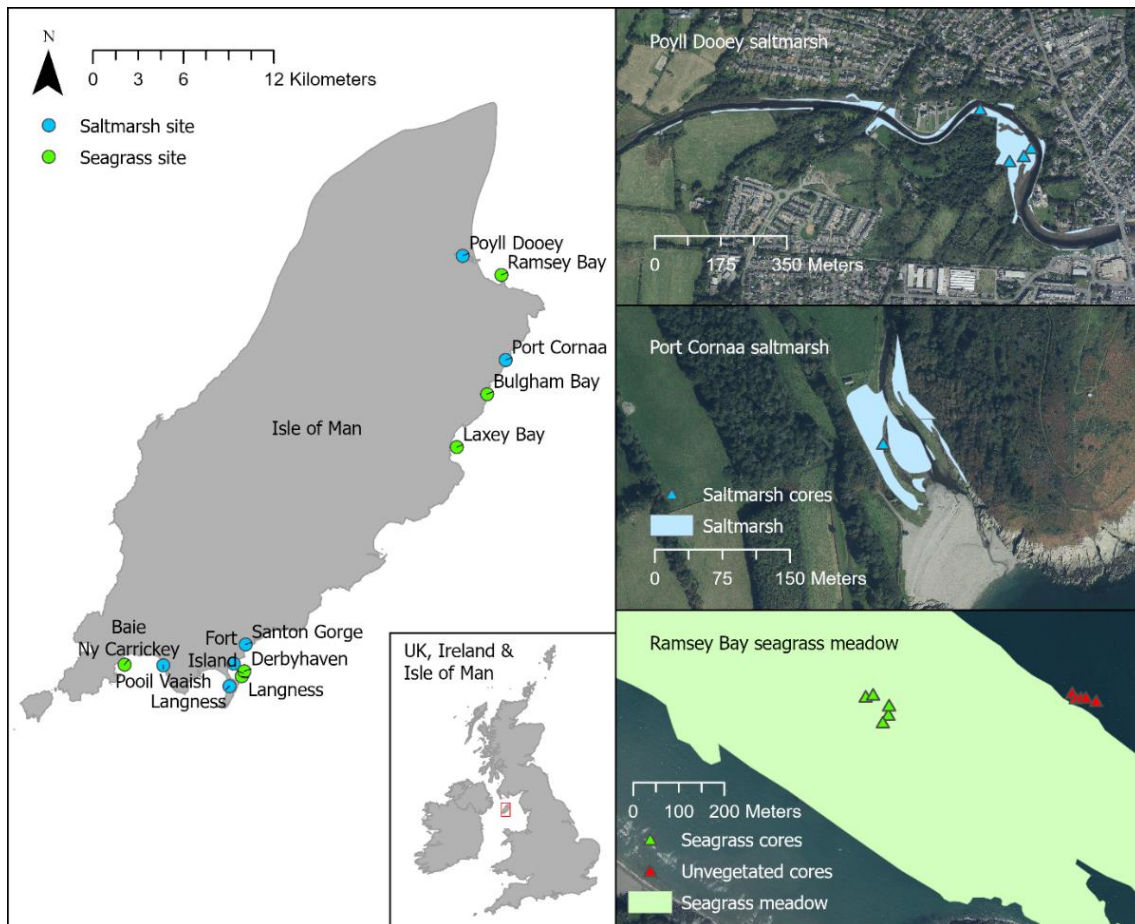 N
0 3 6 12 Kilometers
Saltmarsh site
Seagrass site
Poyll Dooey
Ramsey Bay
Port Cornaa
Bulgham Bay
Laxey Bay
Isle of Man
Baie
Ny Carrickey
Pooil Vaaish
Fort
Island
Santon Gorge
Derbyhaven
Langness
Langness
UK, Ireland &
Isle of Man
Poyll Dooey saltmarsh
0 175 350 Meters
Port Cornaa saltmarsh
Saltmarsh cores
Saltmarsh
0 75 150 Meters
Ramsey Bay seagrass meadow
0 100 200 Meters
Seagrass cores
Unvegetated cores
Seagrass meadow